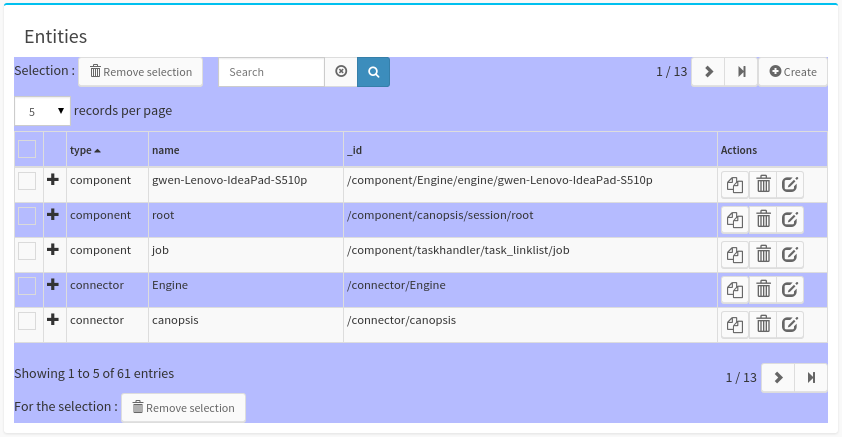 Entities
Selection : Remove selection Search 1 / 13 Create
5 records per page
type name _id Actions
component gwen-Lenovo-IdeaPad-S510p /component/Engine/engine/gwen-Lenovo-IdeaPad-S510p
component root /component/canopsis/session/root
component job /component/taskhandler/task_linklist/job
connector Engine /connector/Engine
connector canopsis /connector/canopsis
Showing 1 to 5 of 61 entries
1 / 13
For the selection : Remove selection